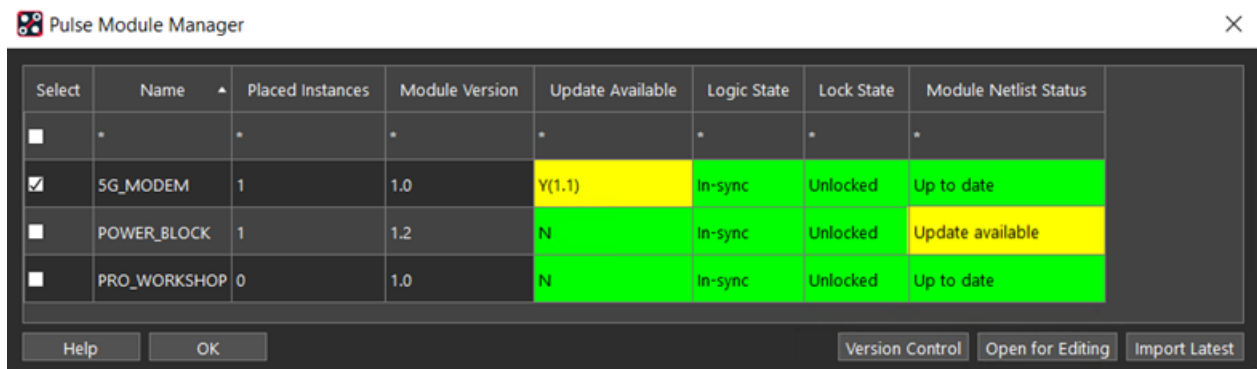 Pulse Module Manager
Select Name Placed Instances Module Version Update Available Logic State Lock State Module Netlist Status
* * * * * * *
5G_MODEM 1 1.0 Y(1.1) In-sync Unlocked Up to date
POWER_BLOCK 1 1.2 N In-sync Unlocked Update available
PRO_WORKSHOP 0 1.0 N In-sync Unlocked Up to date
Help OK Version Control Open for Editing Import Latest